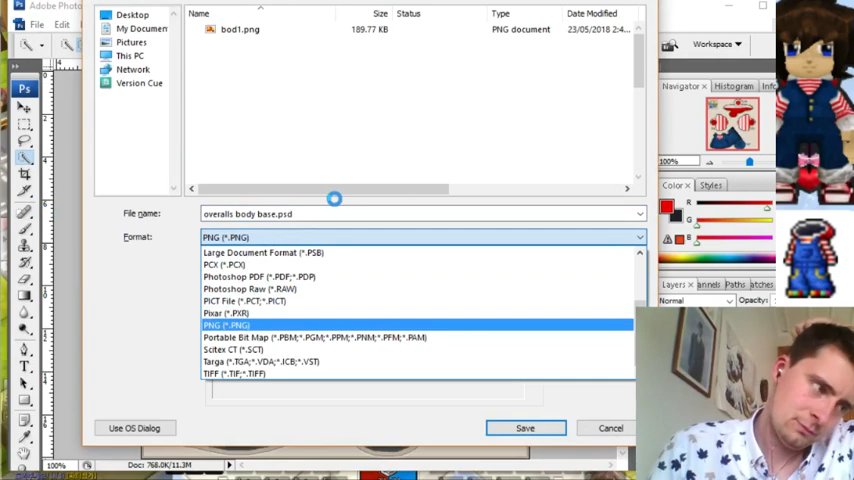 Adobe Photos
File
Edit
Workspace
Desktop
My Documen
Pictures
This PC
Network
Version Cue
Name Size Status Type Date Modified
bod1.png 189.77 KB PNG document 23/05/2018 2:4...
File name: overalls body base.psd
Format: PNG (*.PNG)
Large Document Format (*.PSB)
PCX (*.PCX)
Photoshop PDF (*.PDF;*.PDP)
Photoshop Raw (*.RAW)
PICT File (*.PCT;*.PICT)
Pixar (*.PXR)
PNG (*.PNG)
Portable Bit Map (*.PBM;*.PGM;*.PPM;*.PNM;*.PFM;*.PAM)
Scitex CT (*.SCT)
Targa (*.TGA;*.VDA;*.ICB;*.VST)
TIFF (*.TIF;*.TIFF)
Use OS Dialog Save Cancel
100% Doc: 768.0K/11.3M
Ps
Navigator Histogram Info
100%
Color Styles
R
G
B
Layers annels Paths atches
Normal Opacity: